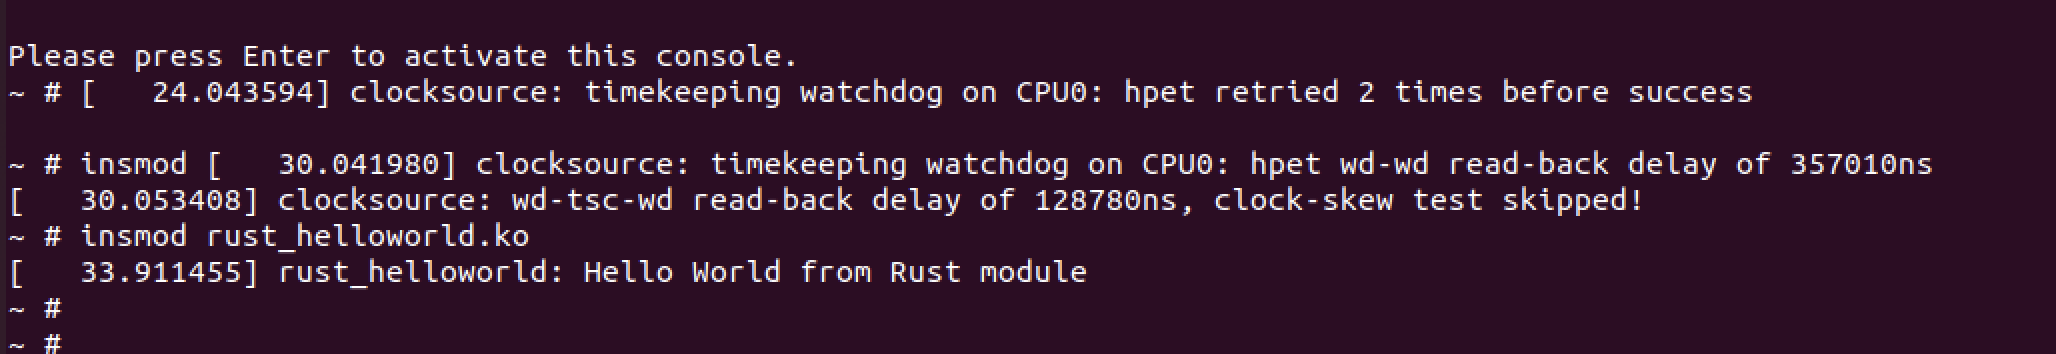 Please press Enter to activate this console.
~ # [   24.043594] clocksource: timekeeping watchdog on CPU0: hpet retried 2 times before success
~ # insmod [   30.041980] clocksource: timekeeping watchdog on CPU0: hpet wd-wd read-back delay of 357010ns
[   30.053408] clocksource: wd-tsc-wd read-back delay of 128780ns, clock-skew test skipped!
~ # insmod rust_helloworld.ko
[   33.911455] rust_helloworld: Hello World from Rust module
~ #
~ #